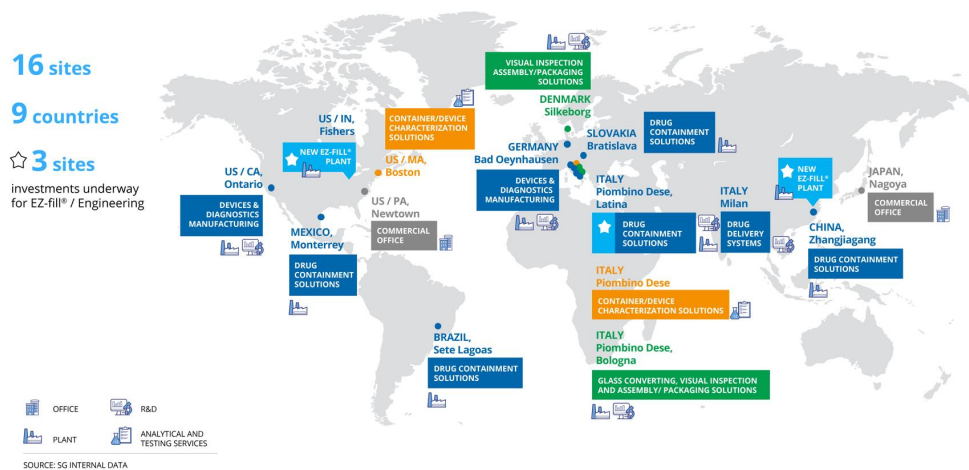 16 sites
9 countries
3 sites
investments underway
for EZ-fill® / Engineering
US / CA,
Ontario
DEVICES &
DIAGNOSTICS
MANUFACTURING
US / IN,
Fishers
NEW EZ-FILL®
PLANT
MEXICO,
Monterrey
DRUG
CONTAINMENT
SOLUTIONS
CONTAINER/DEVICE
CHARACTERIZATION
SOLUTIONS
US / MA,
Boston
US / PA,
Newtown
COMMERCIAL
OFFICE
BRAZIL,
Sete Lagoas
DRUG CONTAINMENT
SOLUTIONS
VISUAL INSPECTION
ASSEMBLY/PACKAGING
SOLUTIONS
DENMARK
Silkeborg
GERMANY
Bad Oeynhausen
DEVICES &
DIAGNOSTICS
MANUFACTURING
SLOVAKIA
Bratislava
DRUG
CONTAINMENT
SOLUTIONS
ITALY
Piombino Dese,
Latina
DRUG
CONTAINMENT
SOLUTIONS
ITALY
Milan
DRUG
DELIVERY
SYSTEMS
ITALY
Piombino Dese
CONTAINER/DEVICE
CHARACTERIZATION SOLUTIONS
ITALY
Piombino Dese,
Bologna
GLASS CONVERTING, VISUAL INSPECTION
AND ASSEMBLY/ PACKAGING SOLUTIONS
NEW
EZ-FILL®
PLANT
CHINA,
Zhangjiagang
DRUG CONTAINMENT
SOLUTIONS
JAPAN,
Nagoya
COMMERCIAL
OFFICE
OFFICE
R&D
PLANT
ANALYTICAL AND
TESTING SERVICES
SOURCE: SG INTERNAL DATA